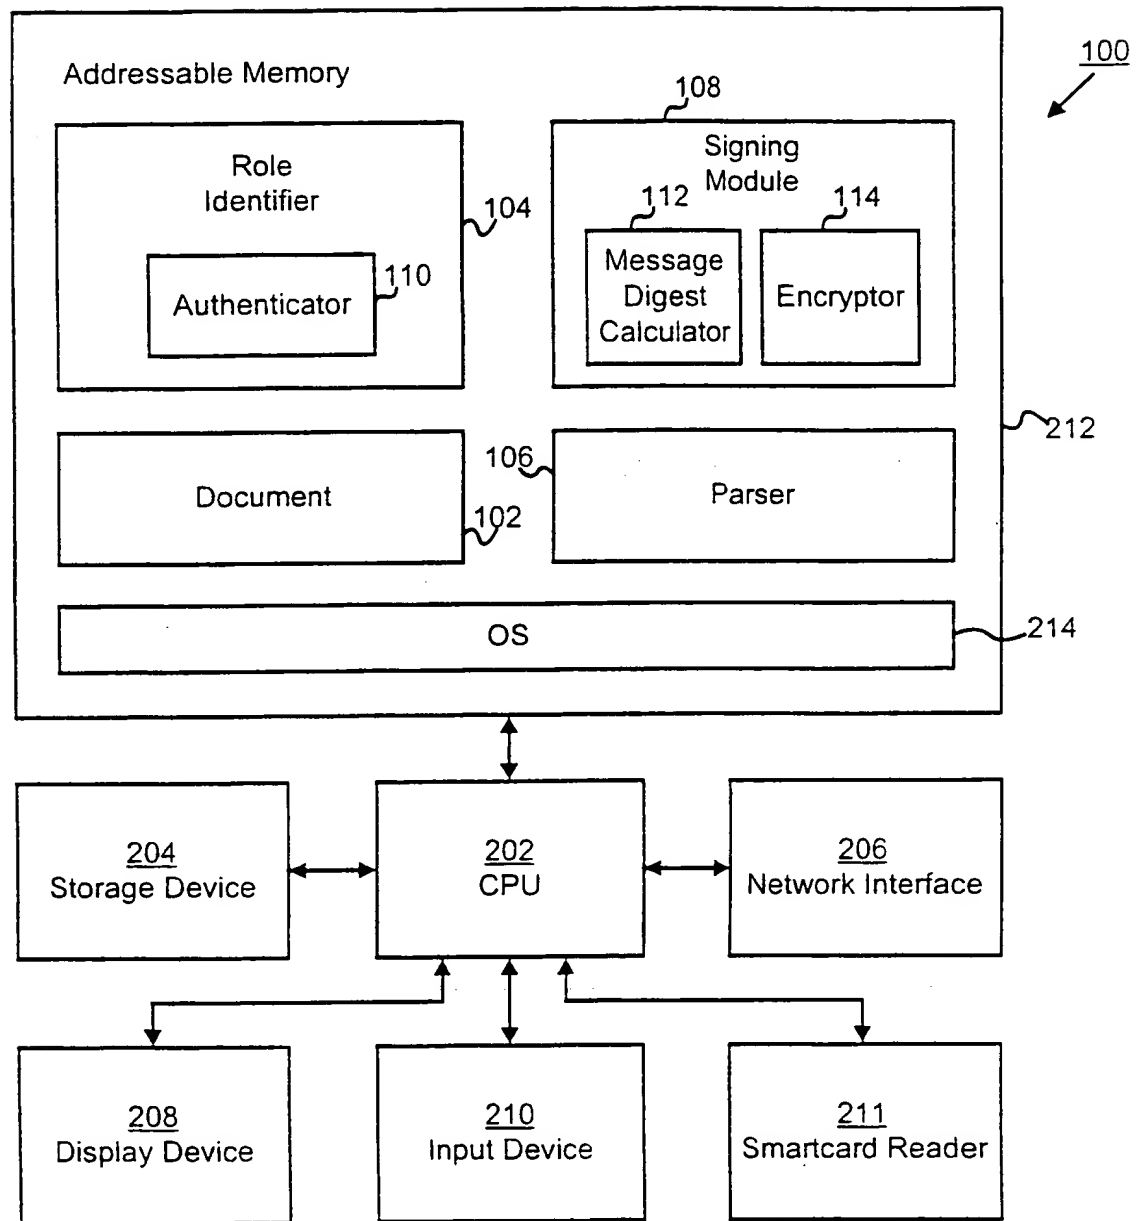 100
Addressable Memory
Role
Identifier
104
Authenticator
110
108
Signing
Module
112
Message
Digest
Calculator
114
Encryptor
212
Document
102
106
Parser
OS
214
204
Storage Device
202
CPU
206
Network Interface
208
Display Device
210
Input Device
211
Smartcard Reader